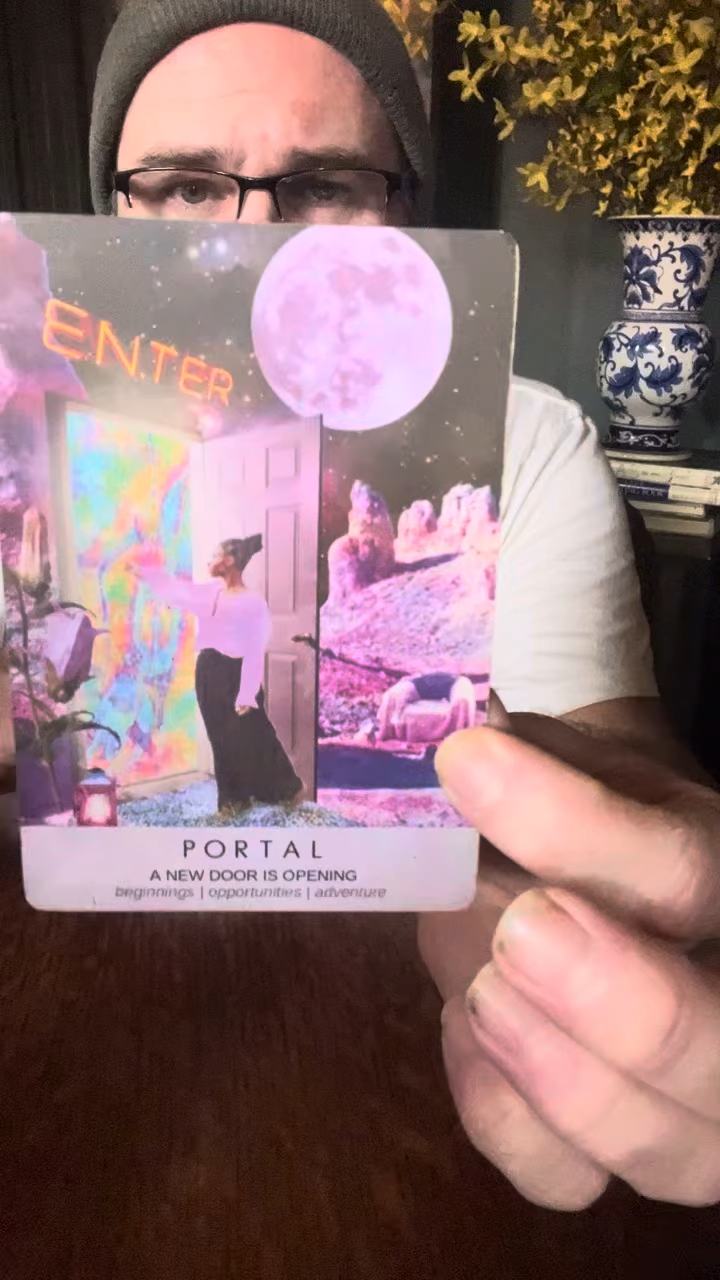 ENTER
PORTAL
A NEW DOOR IS OPENING
beginnings | opportunities | adventure